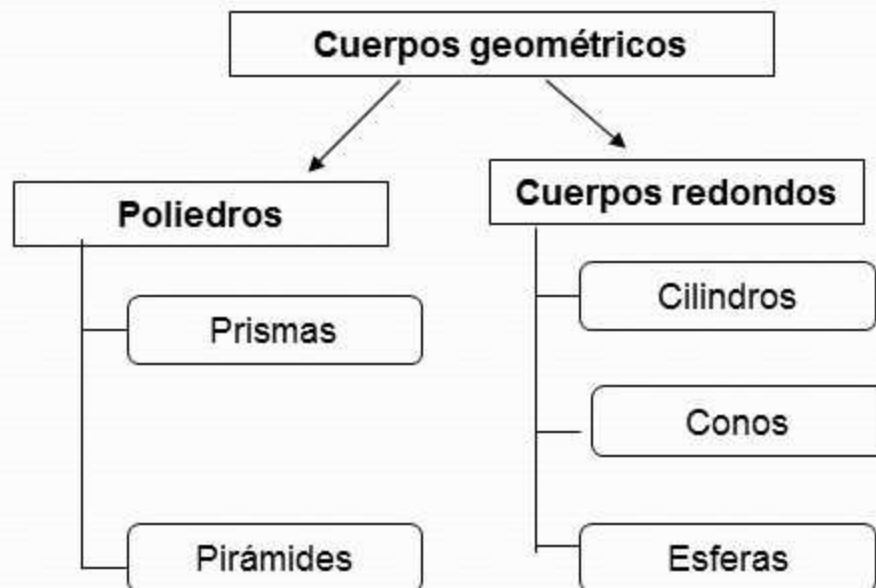 Cuerpos geométricos
Poliedros
Prismas
Pirámides
Cuerpos redondos
Cilindros
Conos
Esferas